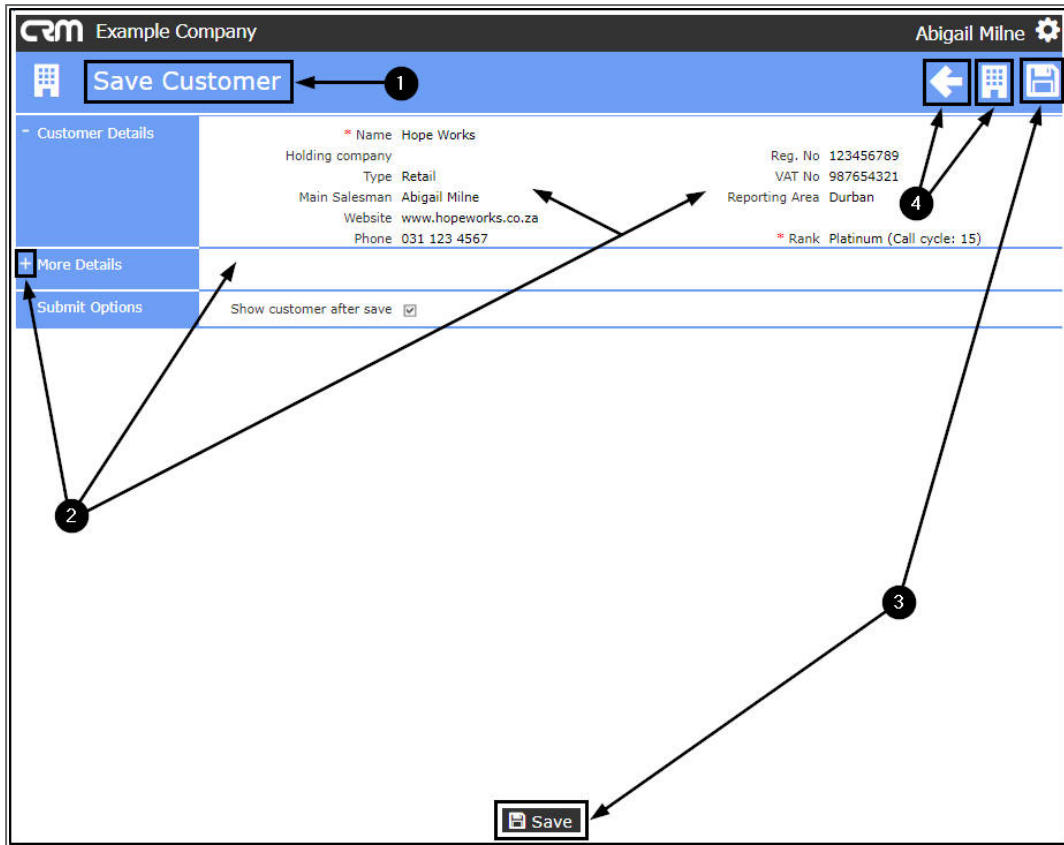 CRM Example Company
Abigail Milne
Save Customer
1
- Customer Details
* Name Hope Works
Holding company
Reg. No 123456789
Type Retail
VAT No 987654321
Main Salesman Abigail Milne
Reporting Area Durban
4
Website www.hopeworks.co.za
Phone 031 123 4567
* Rank Platinum (Call cycle: 15)
+ More Details
Submit Options
Show customer after save
2
3
Save